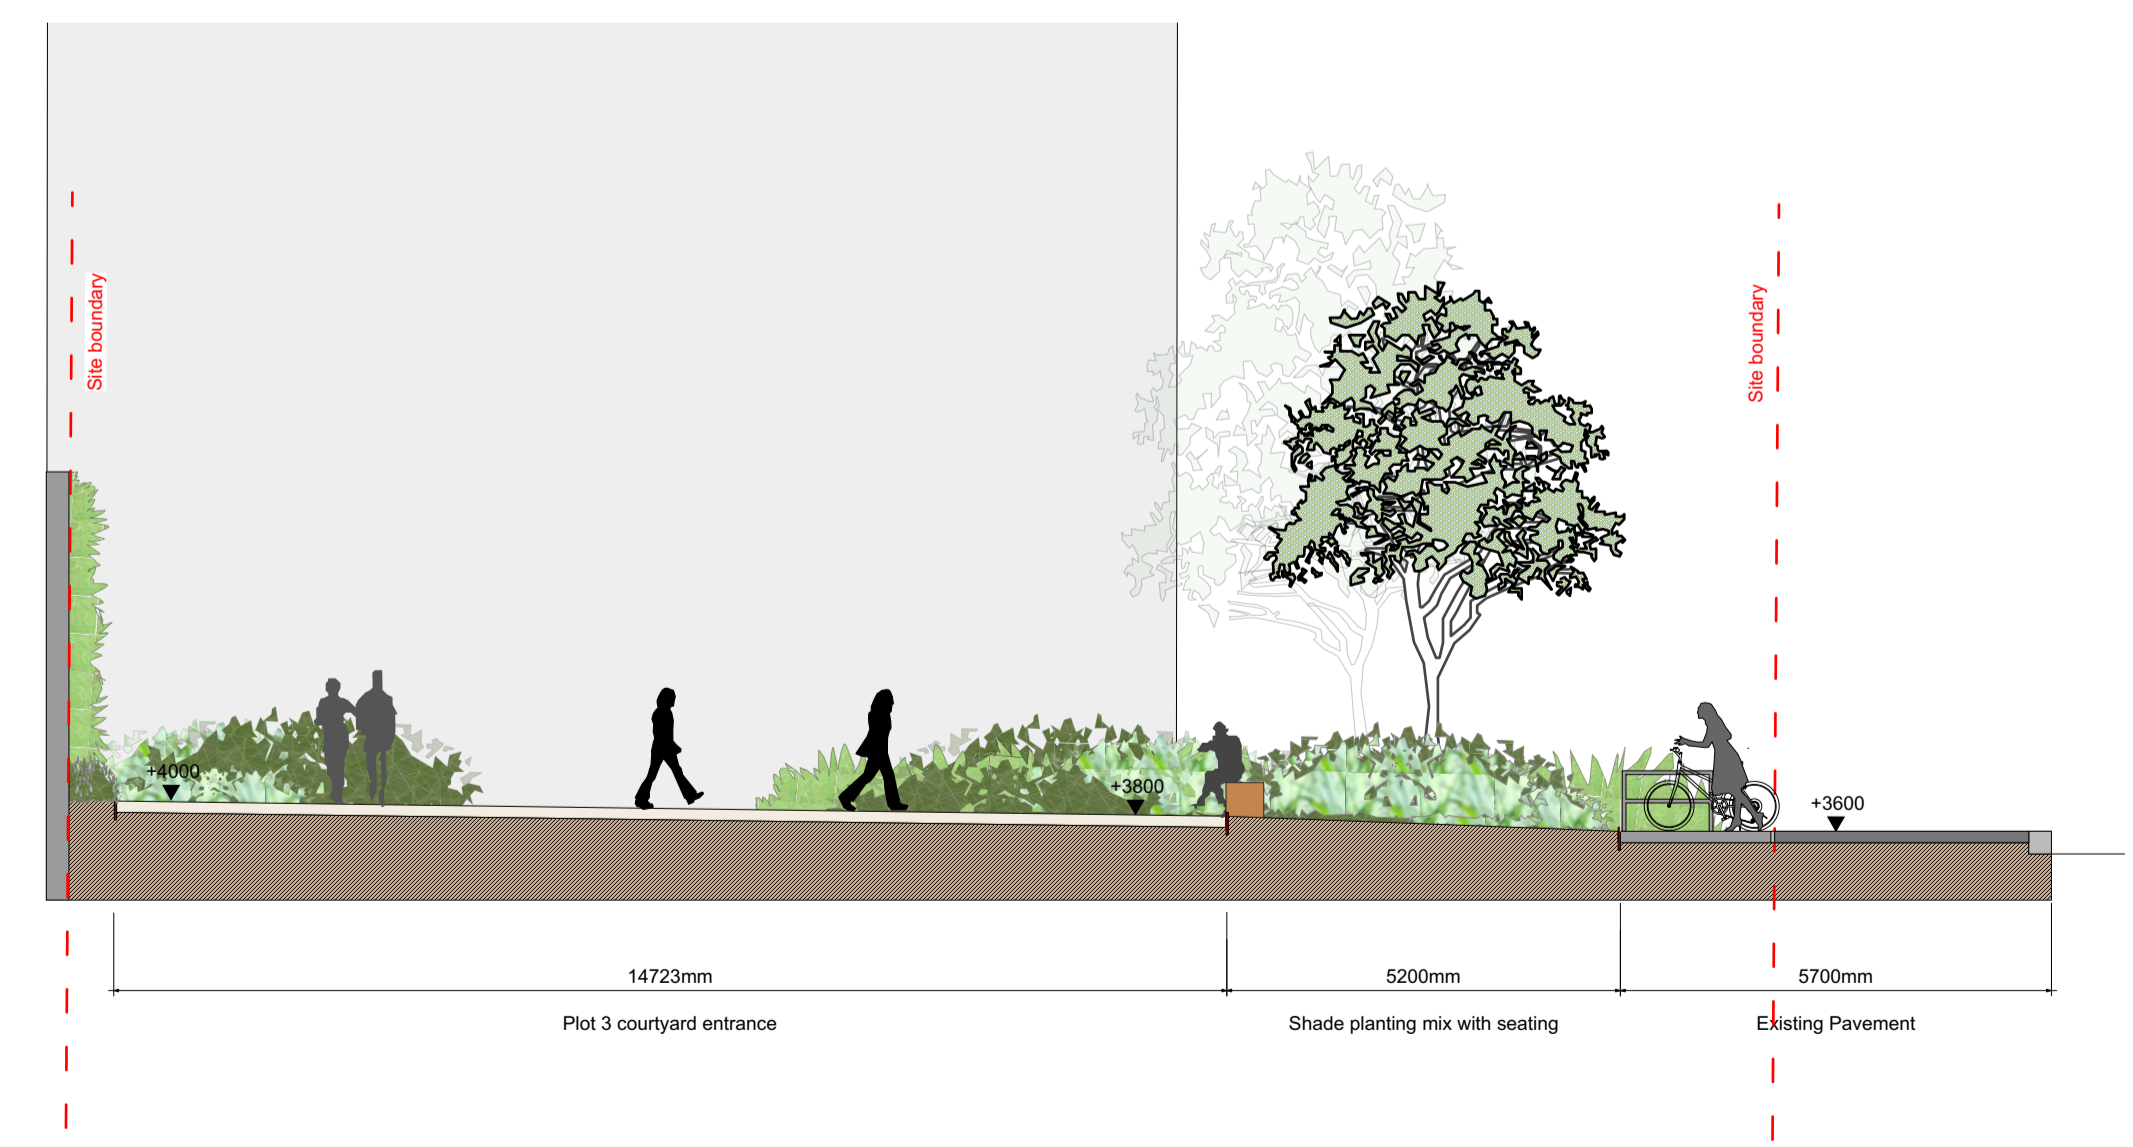 Site boundary
Site boundary
+4000
+3800
+3600
14723mm
5200mm
5700mm
Plot 3 courtyard entrance
Shade planting mix with seating
Existing Pavement